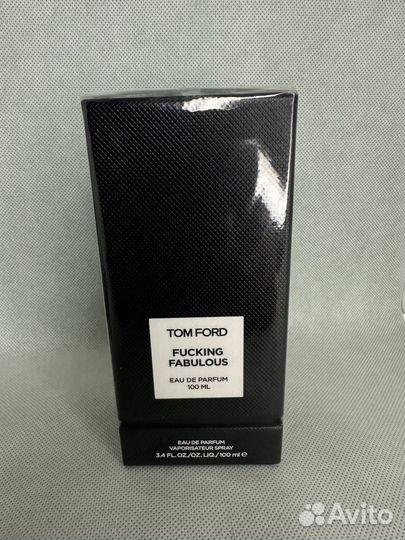 TOM FORD
FUCKING
FABULOUS
EAU DE PARFUM
100 ML
EAU DE PARFUM
VAPORISATEUR SPRAY
3.4 FL.OZ./OZ. LIQ./100 ml ℮
Avito